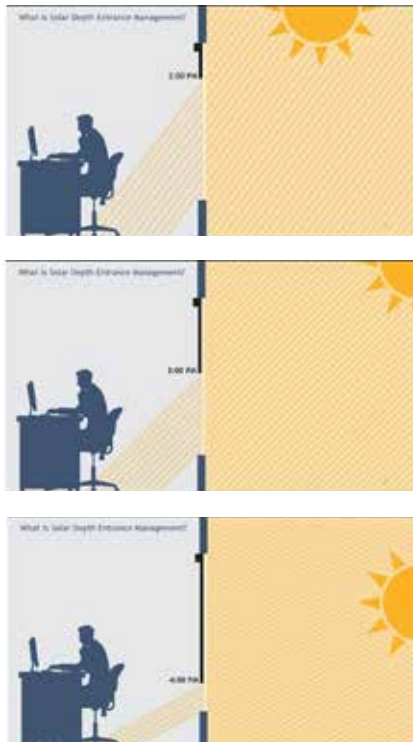 What Is Solar Depth Entrance Management?
2:00 PM
What Is Solar Depth Entrance Management?
3:00 PM
What Is Solar Depth Entrance Management?
4:00 PM